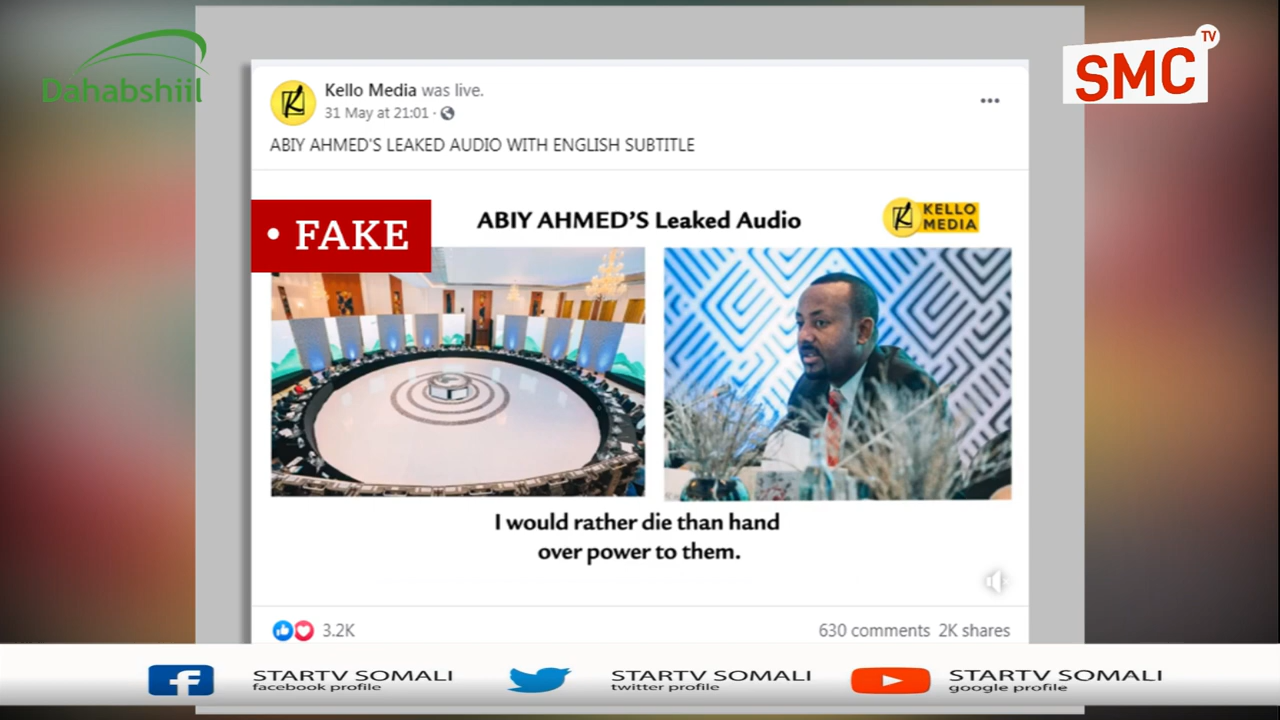 Dahabshiil
SMC TV
Kello Media was live.
31 May at 21:01 ·
ABIY AHMED'S LEAKED AUDIO WITH ENGLISH SUBTITLE
• FAKE
ABIY AHMED'S Leaked Audio
KELLO
MEDIA
I would rather die than hand
over power to them.
3.2K
630 comments 2K shares
STARTV SOMALI
facebook profile
STARTV SOMALI
twitter profile
STARTV SOMALI
google profile